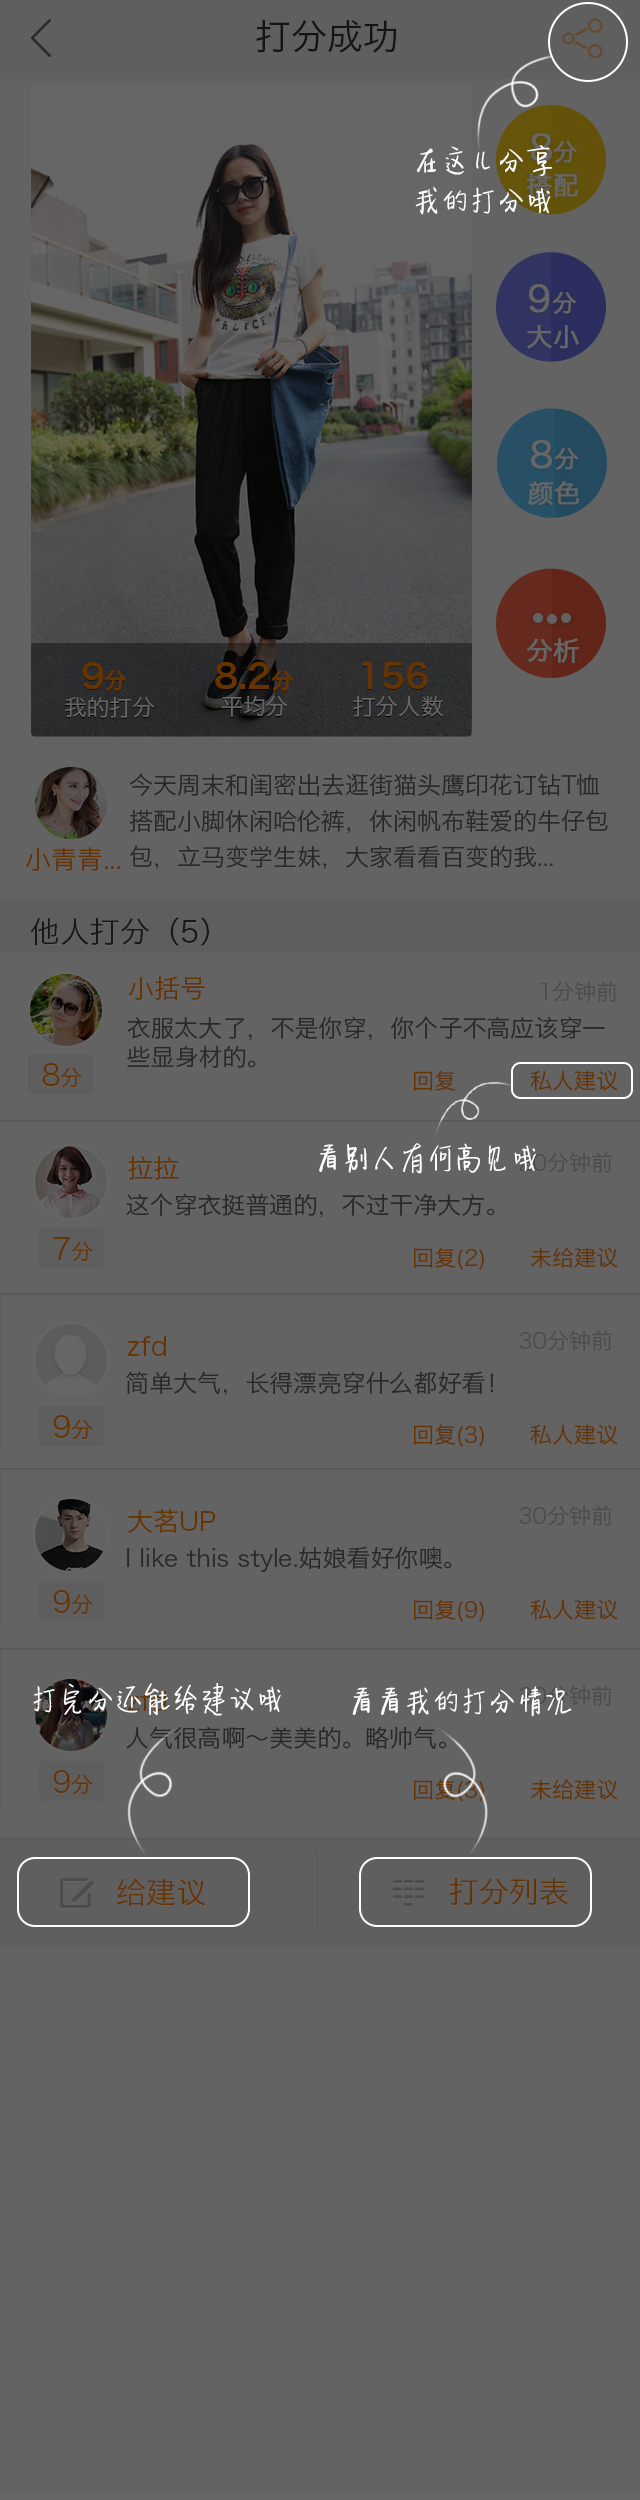 打分成功
在这儿分享
我的打分哦
8分
搭配
9分
大小
8分
颜色
分析
9分
8.2分
156
我的打分
平均分
打分人数
今天周末和闺密出去逛街猫头鹰印花订钻T恤
搭配小脚休闲哈伦裤，休闲帆布鞋爱的牛仔包
包，立马变学生妹，大家看看百变的我...
小青青...
他人打分（5）
小括号
1分钟前
衣服太大了，不是你穿，你个子不高应该穿一
些显身材的。
8分
回复
私人建议
看别人有何高见哦
拉拉
0分钟前
这个穿衣挺普通的，不过干净大方。
7分
回复(2)
未给建议
zfd
30分钟前
简单大气，长得漂亮穿什么都好看！
9分
回复(3)
私人建议
大茗UP
30分钟前
I like this style.姑娘看好你噢。
9分
回复(9)
私人建议
打完分还能给建议哦
看看我的打分情况
分钟前
人气很高啊～美美的。略帅气。
9分
回复(3)
未给建议
给建议
打分列表